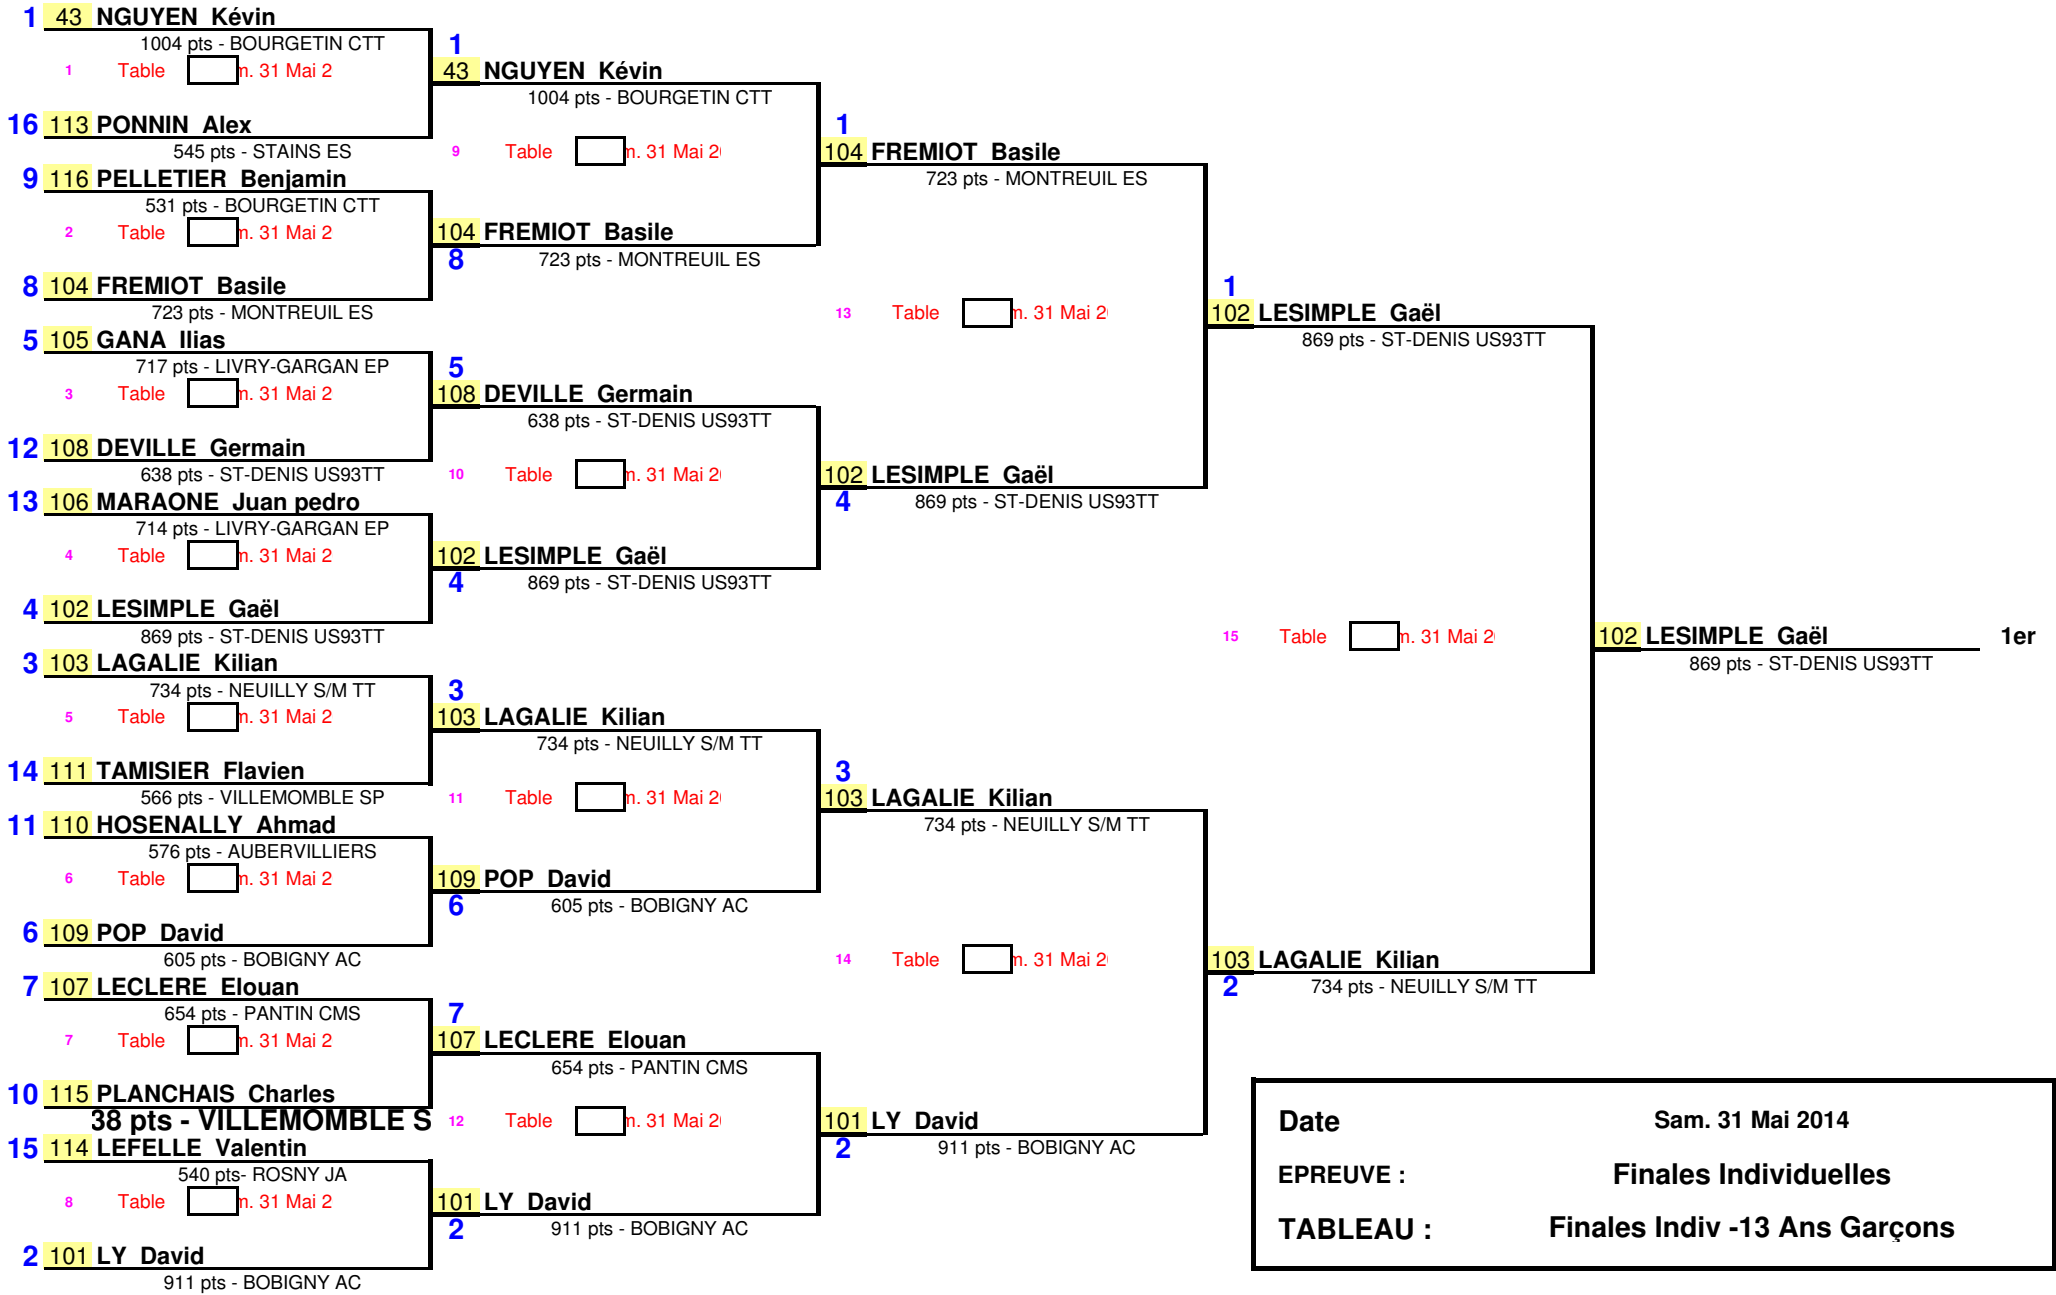 1 43 NGUYEN Kévin
1004 pts - BOURGETIN CTT
1 Table m. 31 Mai 2
16 113 PONNIN Alex
545 pts - STAINS ES
9 116 PELLETIER Benjamin
531 pts - BOURGETIN CTT
2 Table n. 31 Mai 2
8 104 FREMIOT Basile
723 pts - MONTREUIL ES
5 105 GANA Ilias
717 pts - LIVRY-GARGAN EP
3 Table n. 31 Mai 2
12 108 DEVILLE Germain
638 pts - ST-DENIS US93TT
13 106 MARAONE Juan pedro
714 pts - LIVRY-GARGAN EP
4 Table n. 31 Mai 2
4 102 LESIMPLE Gaël
869 pts - ST-DENIS US93TT
3 103 LAGALIE Kilian
734 pts - NEUILLY S/M TT
5 Table n. 31 Mai 2
14 111 TAMISIER Flavien
566 pts - VILLEMOMBLE SP
11 110 HOSENALLY Ahmad
576 pts - AUBERVILLIERS
6 Table n. 31 Mai 2
6 109 POP David
605 pts - BOBIGNY AC
7 107 LECLERE Elouan
654 pts - PANTIN CMS
7 Table n. 31 Mai 2
10 115 PLANCHAIS Charles
38 pts - VILLEMOMBLE S
15 114 LEFELLE Valentin
540 pts- ROSNY JA
8 Table n. 31 Mai 2
2 101 LY David
911 pts - BOBIGNY AC
1
43 NGUYEN Kévin
1004 pts - BOURGETIN CTT
9 Table n. 31 Mai 2
104 FREMIOT Basile
8
723 pts - MONTREUIL ES
5
108 DEVILLE Germain
638 pts - ST-DENIS US93TT
10 Table n. 31 Mai 2
102 LESIMPLE Gaël
4
869 pts - ST-DENIS US93TT
3
103 LAGALIE Kilian
734 pts - NEUILLY S/M TT
11 Table n. 31 Mai 2
109 POP David
6
605 pts - BOBIGNY AC
7
107 LECLERE Elouan
654 pts - PANTIN CMS
12 Table n. 31 Mai 2
101 LY David
2
911 pts - BOBIGNY AC
1
104 FREMIOT Basile
723 pts - MONTREUIL ES
13 Table n. 31 Mai 2
102 LESIMPLE Gaël
4
869 pts - ST-DENIS US93TT
3
103 LAGALIE Kilian
734 pts - NEUILLY S/M TT
14 Table n. 31 Mai 2
101 LY David
2
911 pts - BOBIGNY AC
1
102 LESIMPLE Gaël
869 pts - ST-DENIS US93TT
15 Table n. 31 Mai 2
103 LAGALIE Kilian
2
734 pts - NEUILLY S/M TT
102 LESIMPLE Gaël 1er
869 pts - ST-DENIS US93TT
Date Sam. 31 Mai 2014
EPREUVE : Finales Individuelles
TABLEAU : Finales Indiv -13 Ans Garçons